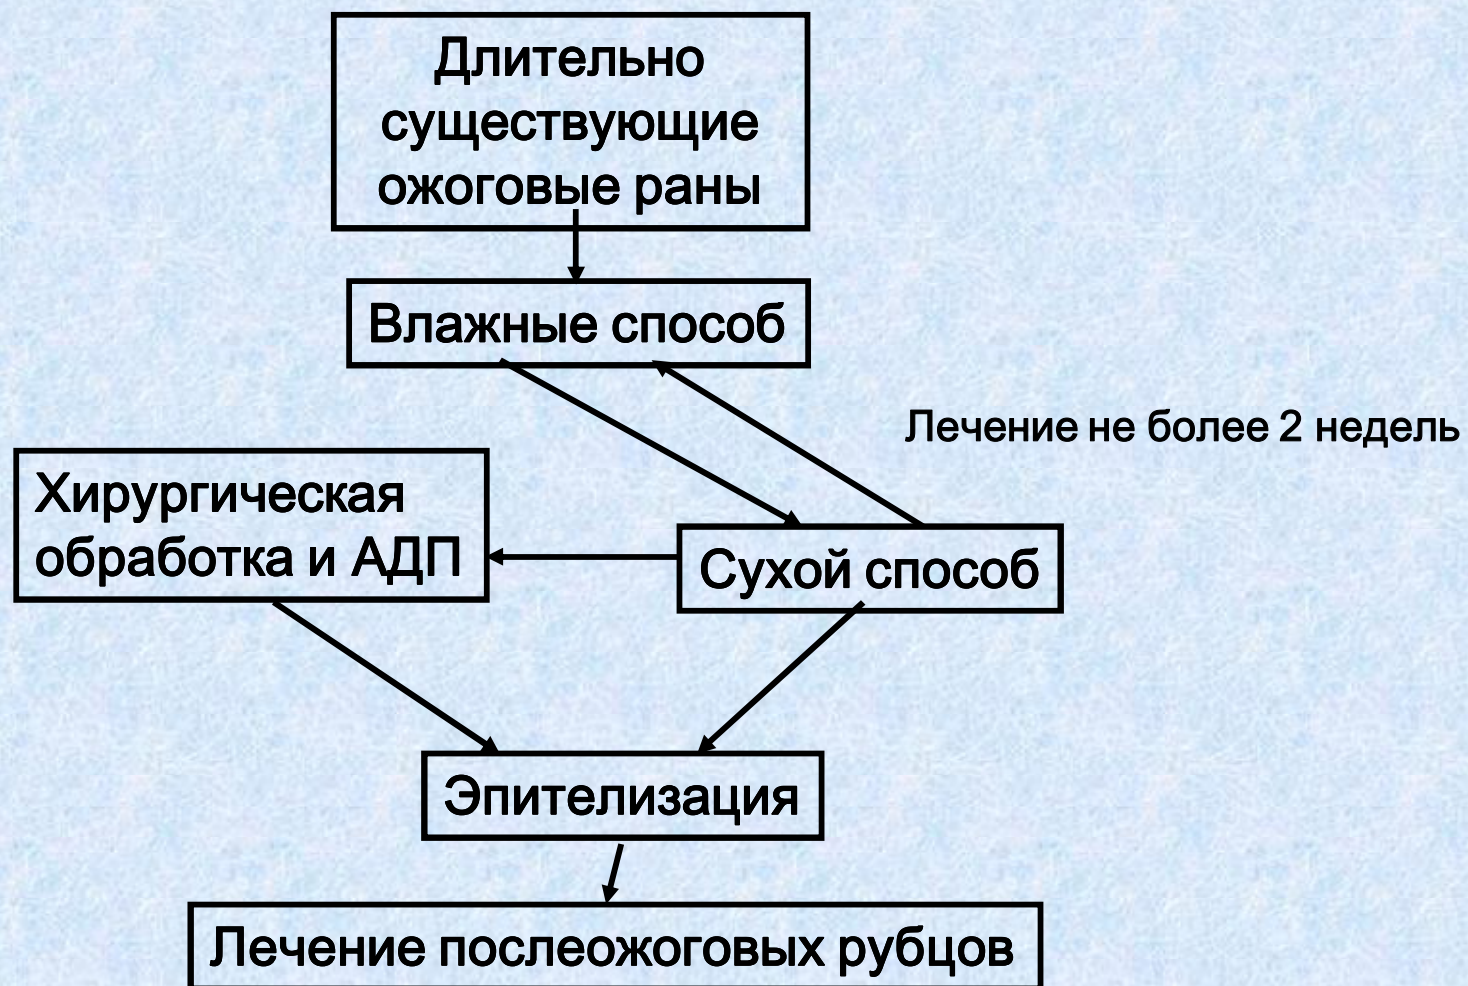 Длительно
существующие
ожоговые раны
Влажные способ
Лечение не более 2 недель
Хирургическая
обработка и АДП
Сухой способ
Эпителизация
Лечение послеожоговых рубцов